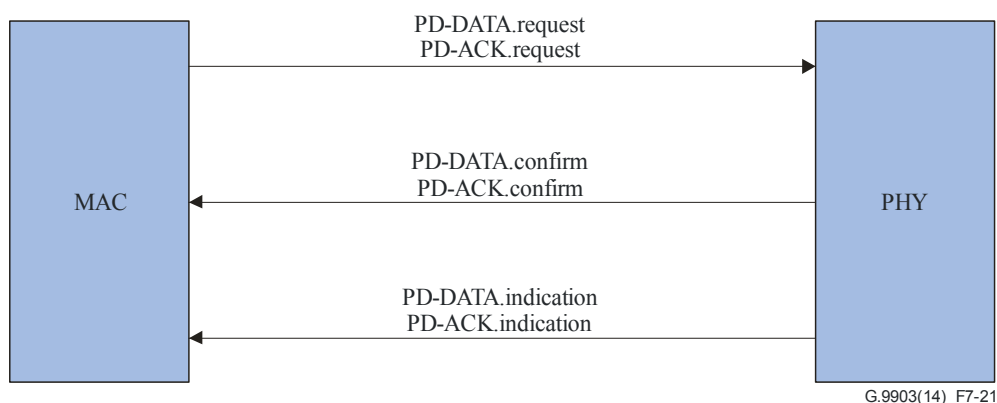 PD-DATA.request
PD-ACK.request
PD-DATA.confirm
PD-ACK.confirm
MAC
PHY
PD-DATA.indication
PD-ACK.indication
G.9903(14)_F7-21